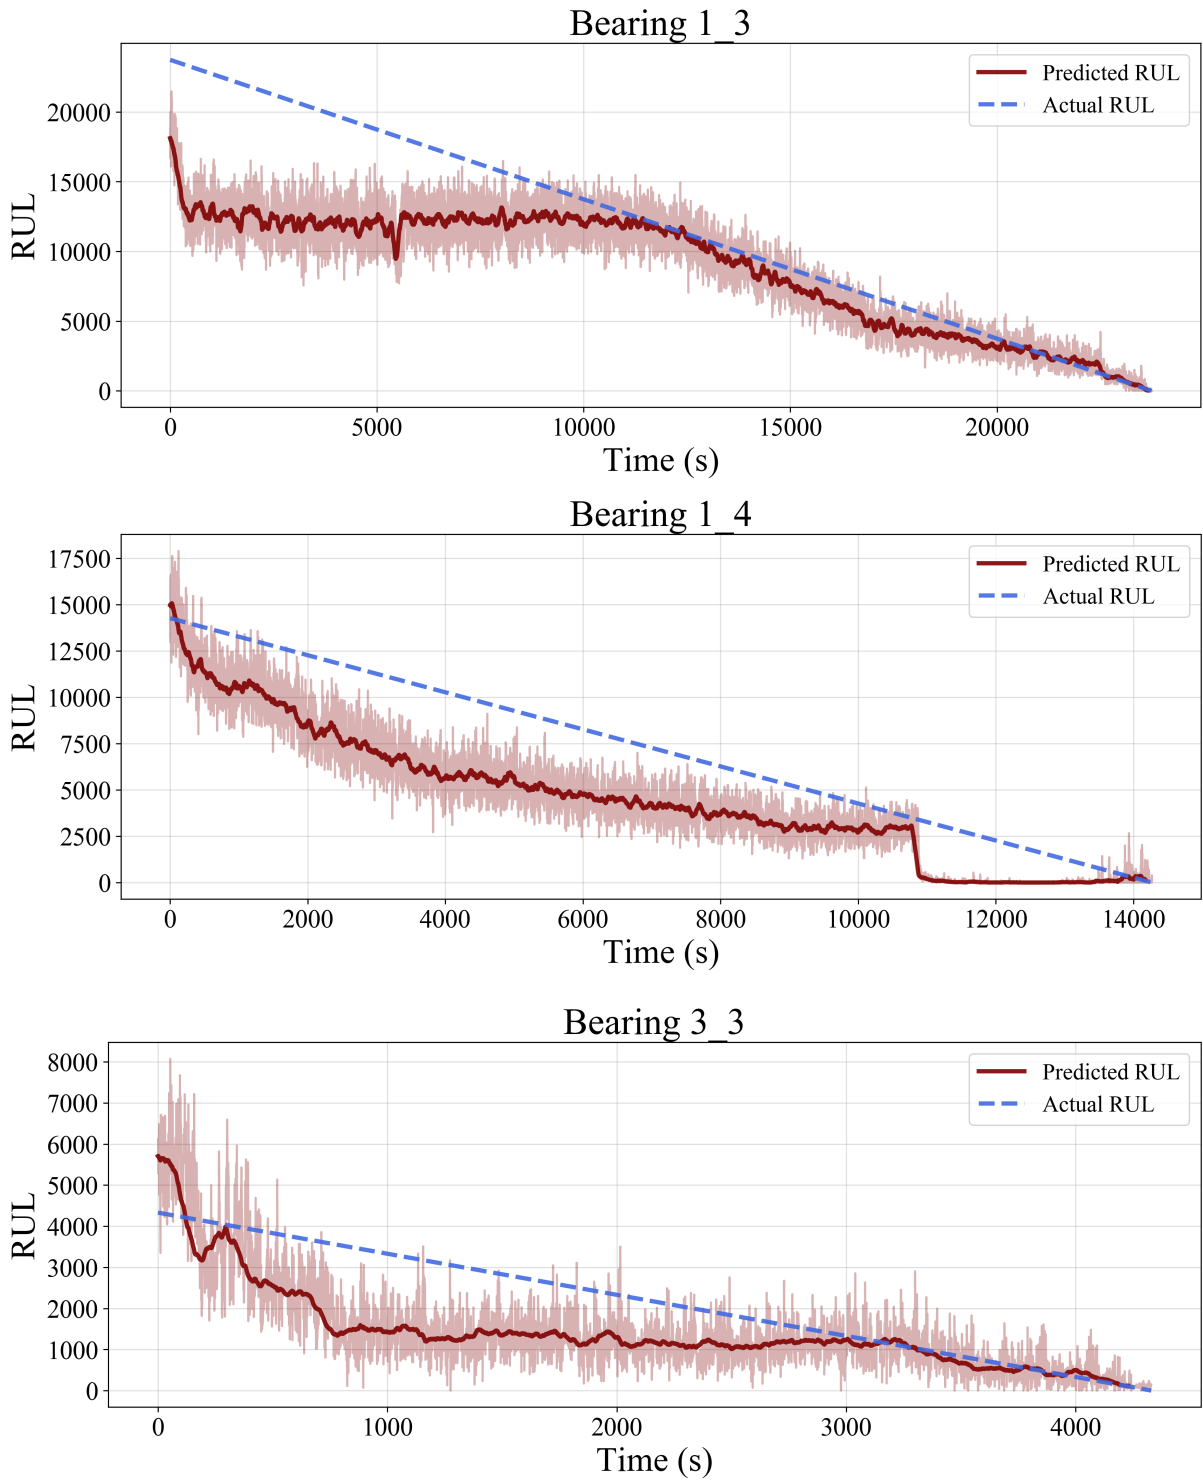 Bearing 1_3
Predicted RUL
Actual RUL
RUL
20000
15000
10000
5000
0
0 5000 10000 15000 20000
Time (s)
Bearing 1_4
Predicted RUL
Actual RUL
RUL
17500
15000
12500
10000
7500
5000
2500
0
0 2000 4000 6000 8000 10000 12000 14000
Time (s)
Bearing 3_3
Predicted RUL
Actual RUL
RUL
8000
7000
6000
5000
4000
3000
2000
1000
0
0 1000 2000 3000 4000
Time (s)